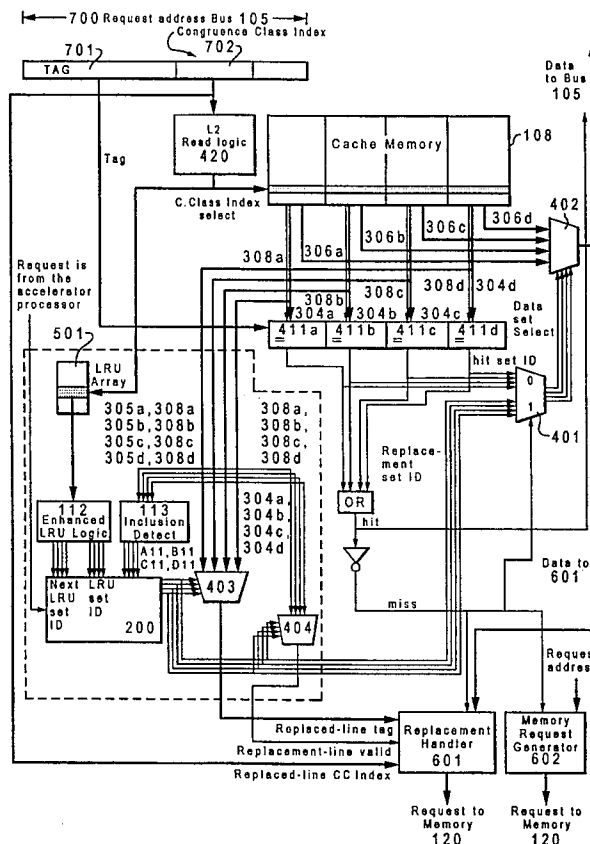 700 Request address Bus 105
Congruence Class Index
701
702
TAG
Data
to Bus
105
L2
Read logic
420
Cache Memory
108
Tag
C.Class Index
select
402
306d
306c
306b
306a
308a
308b
308c
308d
304d
Request is
from the
accelerator
processor
304a
304b
304c
Data
set
Select
411a
=
411b
=
411c
=
411d
=
501
LRU
Array
hit set ID
0
1
401
305a,308a
305b,308b
305c,308c
305d,308d
308a,
308b,
308c,
308d
Replace-
ment
set ID
OR
hit
112
Enhanced
LRU Logic
113
Inclusion
Detect
304a,
304b,
304c,
304d
A11,B11
C11,D11
Data to
601
403
miss
Next
LRU
set
ID
LRU
set
ID
200
404
Request
address
Roplaced-line tag
Replacement-line valid
Replaced-line CC Index
Replacement
Handler
601
Memory
Request
Generator
602
Request to
Memory
120
Request to
Memory
120